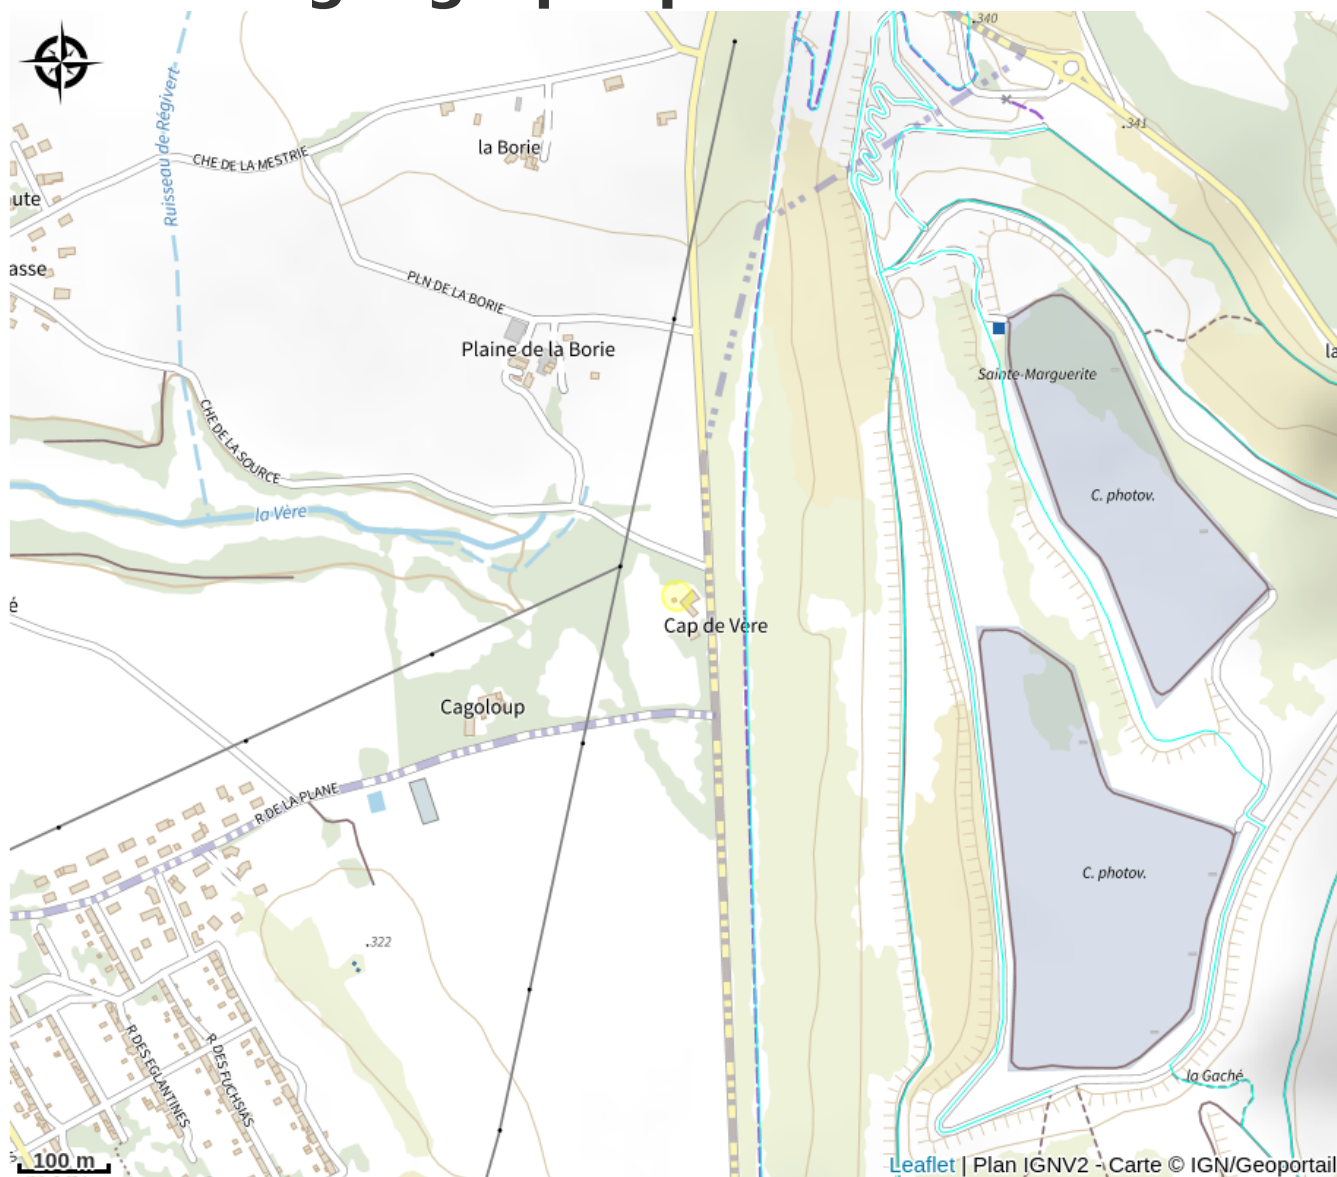 .340
.341
Ruisseau de Régivert
CHE DE LA MESTRIE
la Borie
ute
asse
PLN DE LA BORIE
Plaine de la Borie
la
Sainte-Marguerite
CHE DE LA SOURCE
la Vère
C. photov.
é
Cap de Vère
Cagoloup
R DE LA PLANE
C. photov.
.322
R DES EGLANTINES
R DES FUCHSIAS
la Gaché
100 m
Leaflet | Plan IGNV2 - Carte © IGN/Geoportail